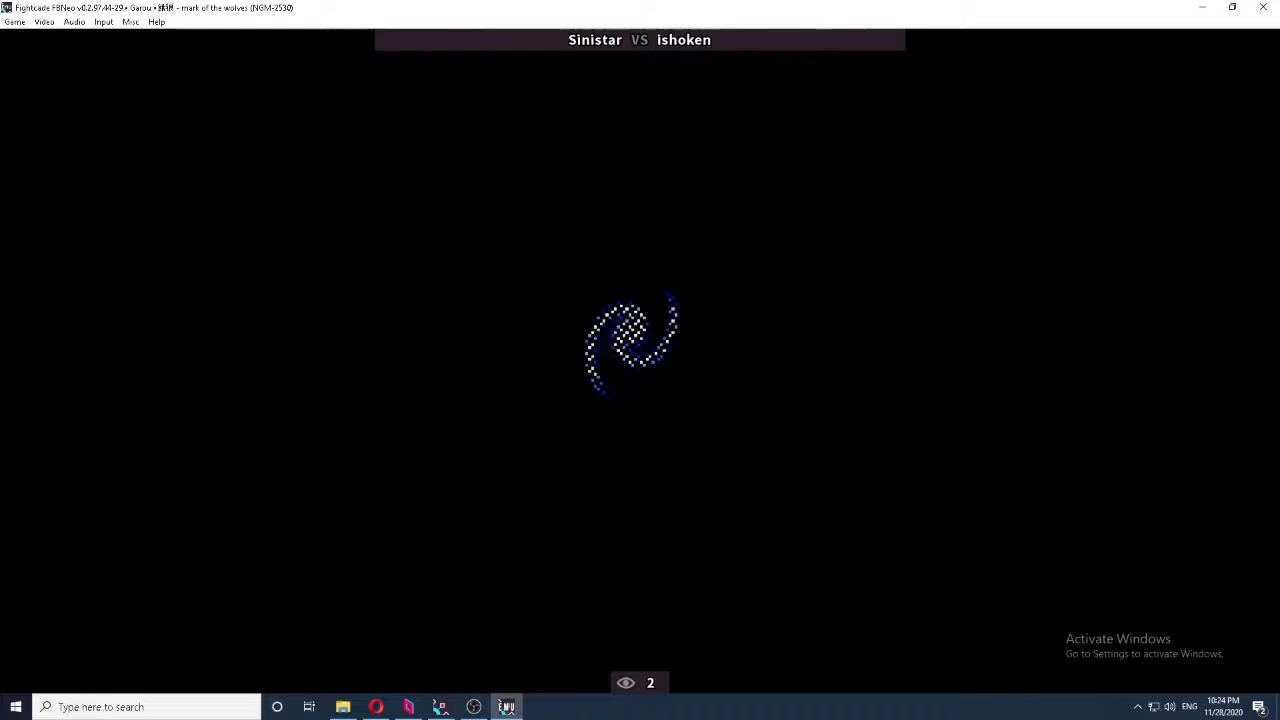 Fightcade FBNeo v0.2.97.44-29 • Garou • 餓狼 - mark of the wolves (NGM-2530)
Game Video Audio Input Misc Help
Sinistar VS ishoken
Activate Windows
Go to Settings to activate Windows.
2
Type here to search
EMU
ENG
10:24 PM
11/28/2020
2